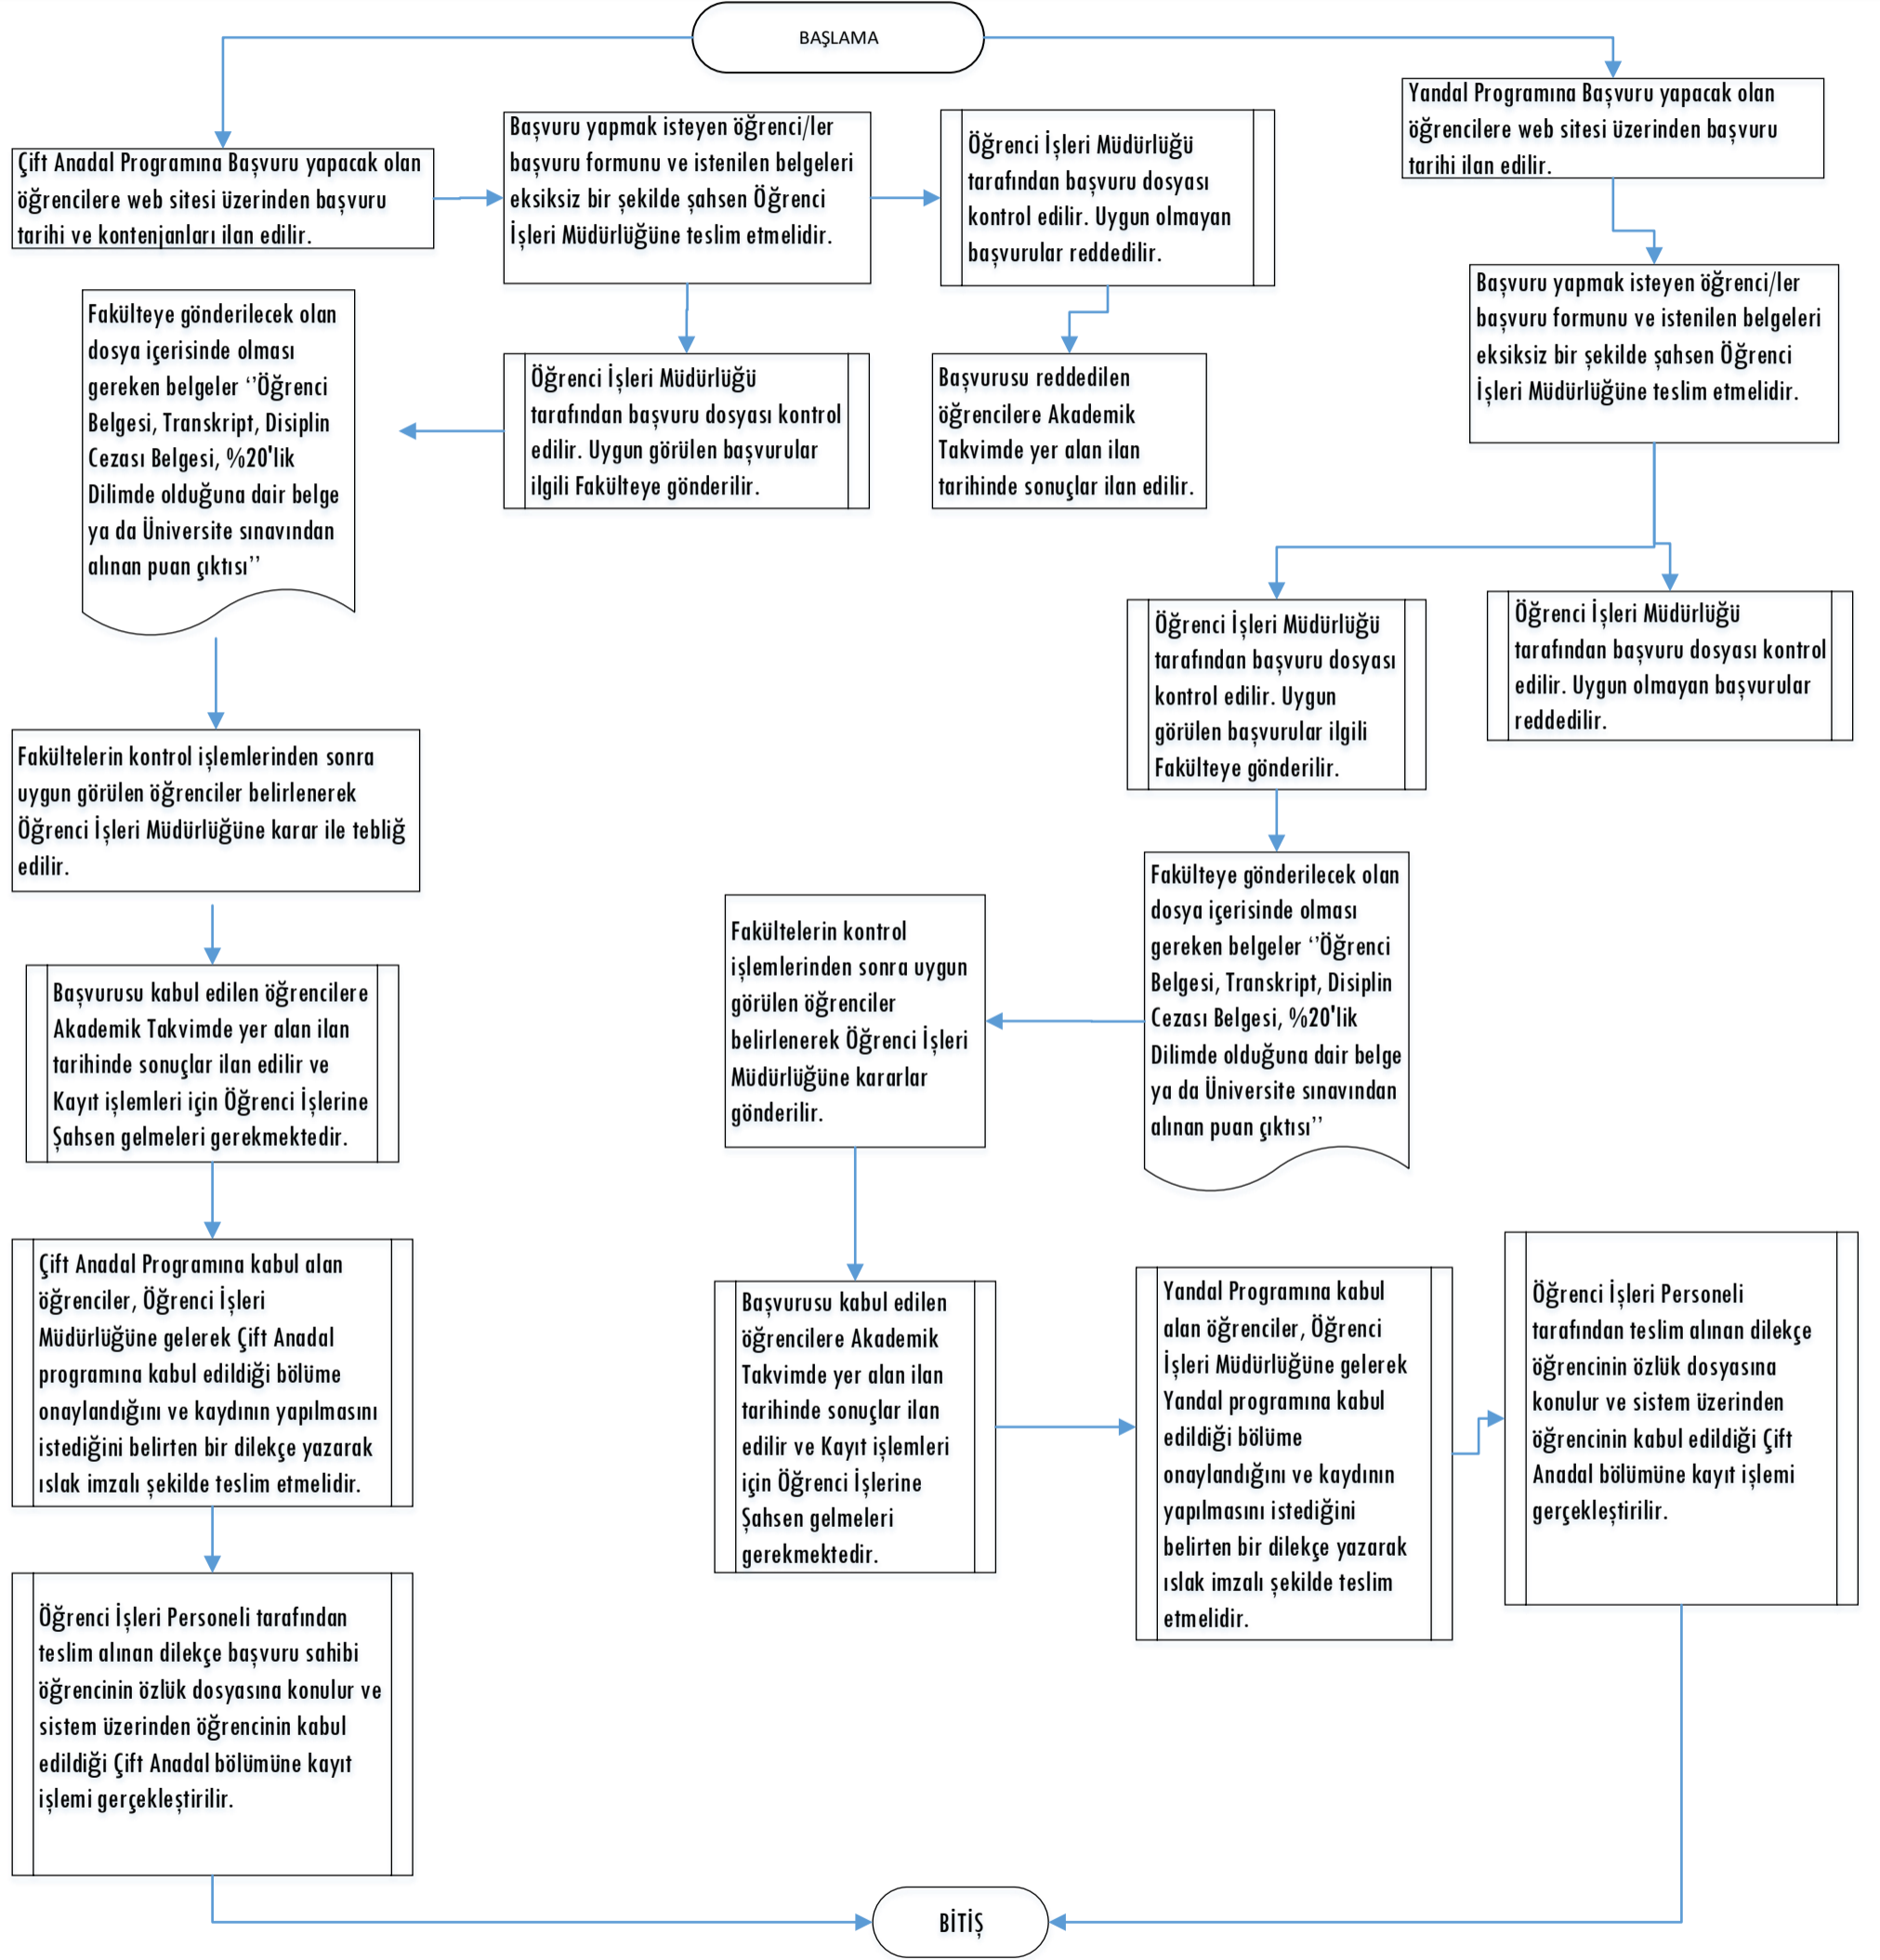 BAŞLAMA
Çift Anadal Programına Başvuru yapacak olan
öğrencilere web sitesi üzerinden başvuru
tarihi ve kontenjanları ilan edilir.
Başvuru yapmak isteyen öğrenci/ler
başvuru formunu ve istenilen belgeleri
eksiksiz bir şekilde şahsen Öğrenci
İşleri Müdürlüğüne teslim etmelidir.
Öğrenci İşleri Müdürlüğü
tarafından başvuru dosyası
kontrol edilir. Uygun olmayan
başvurular reddedilir.
Yandal Programına Başvuru yapacak olan
öğrencilere web sitesi üzerinden başvuru
tarihi ilan edilir.
Başvuru yapmak isteyen öğrenci/ler
başvuru formunu ve istenilen belgeleri
eksiksiz bir şekilde şahsen Öğrenci
İşleri Müdürlüğüne teslim etmelidir.
Fakülteye gönderilecek olan
dosya içerisinde olması
gereken belgeler ‘’Öğrenci
Belgesi, Transkript, Disiplin
Cezası Belgesi, %20'lik
Dilimde olduğuna dair belge
ya da Üniversite sınavından
alınan puan çıktısı’’
Öğrenci İşleri Müdürlüğü
tarafından başvuru dosyası kontrol
edilir. Uygun görülen başvurular
ilgili Fakülteye gönderilir.
Başvurusu reddedilen
öğrencilere Akademik
Takvimde yer alan ilan
tarihinde sonuçlar ilan edilir.
Öğrenci İşleri Müdürlüğü
tarafından başvuru dosyası
kontrol edilir. Uygun
görülen başvurular ilgili
Fakülteye gönderilir.
Öğrenci İşleri Müdürlüğü
tarafından başvuru dosyası kontrol
edilir. Uygun olmayan başvurular
reddedilir.
Fakültelerin kontrol işlemlerinden sonra
uygun görülen öğrenciler belirlenerek
Öğrenci İşleri Müdürlüğüne karar ile tebliğ
edilir.
Fakültelerin kontrol
işlemlerinden sonra uygun
görülen öğrenciler
belirlenerek Öğrenci İşleri
Müdürlüğüne kararlar
gönderilir.
Fakülteye gönderilecek olan
dosya içerisinde olması
gereken belgeler ‘’Öğrenci
Belgesi, Transkript, Disiplin
Cezası Belgesi, %20'lik
Dilimde olduğuna dair belge
ya da Üniversite sınavından
alınan puan çıktısı’’
Başvurusu kabul edilen öğrencilere
Akademik Takvimde yer alan ilan
tarihinde sonuçlar ilan edilir ve
Kayıt işlemleri için Öğrenci İşlerine
Şahsen gelmeleri gerekmektedir.
Çift Anadal Programına kabul alan
öğrenciler, Öğrenci İşleri
Müdürlüğüne gelerek Çift Anadal
programına kabul edildiği bölüme
onaylandığını ve kaydının yapılmasını
istediğini belirten bir dilekçe yazarak
ıslak imzalı şekilde teslim etmelidir.
Başvurusu kabul edilen
öğrencilere Akademik
Takvimde yer alan ilan
tarihinde sonuçlar ilan
edilir ve Kayıt işlemleri
için Öğrenci İşlerine
Şahsen gelmeleri
gerekmektedir.
Yandal Programına kabul
alan öğrenciler, Öğrenci
İşleri Müdürlüğüne gelerek
Yandal programına kabul
edildiği bölüme
onaylandığını ve kaydının
yapılmasını istediğini
belirten bir dilekçe yazarak
ıslak imzalı şekilde teslim
etmelidir.
Öğrenci İşleri Personeli
tarafından teslim alınan dilekçe
öğrencinin özlük dosyasına
konulur ve sistem üzerinden
öğrencinin kabul edildiği Çift
Anadal bölümüne kayıt işlemi
gerçekleştirilir.
Öğrenci İşleri Personeli tarafından
teslim alınan dilekçe başvuru sahibi
öğrencinin özlük dosyasına konulur ve
sistem üzerinden öğrencinin kabul
edildiği Çift Anadal bölümüne kayıt
işlemi gerçekleştirilir.
BİTİŞ